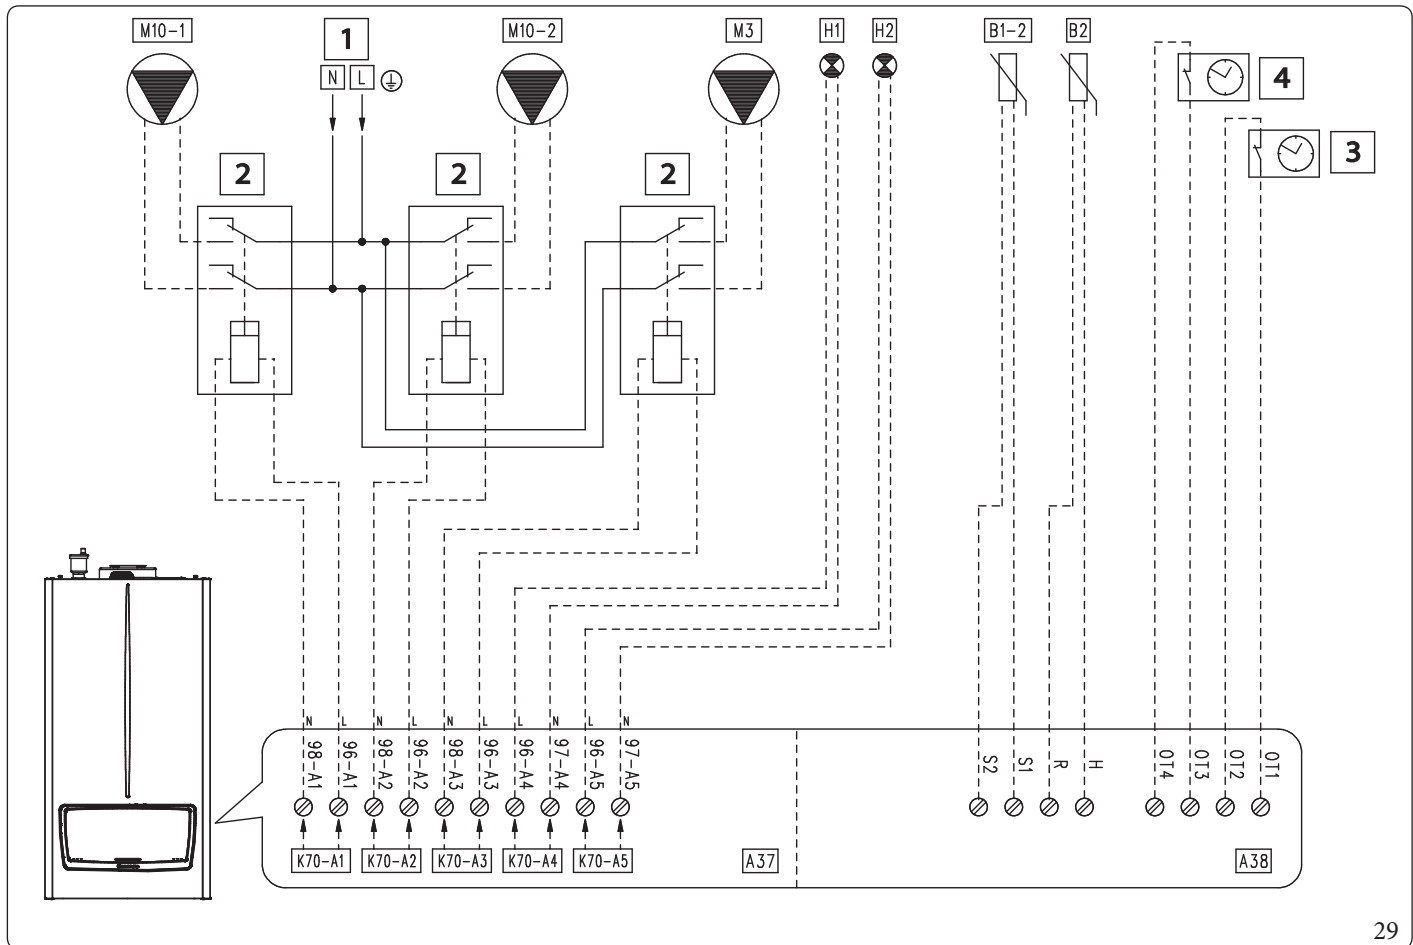 M10-1
1
M10-2
M3
H1
H2
B1-2
B2
N
L
4
3
2
2
2
N
L
N
L
N
L
L
N
L
N
98-A1
96-A1
98-A2
96-A2
98-A3
96-A3
96-A4
97-A4
96-A5
97-A5
S2
S1
R
H
OT4
OT3
OT2
OT1
K70-A1
K70-A2
K70-A3
K70-A4
K70-A5
A37
A38
29